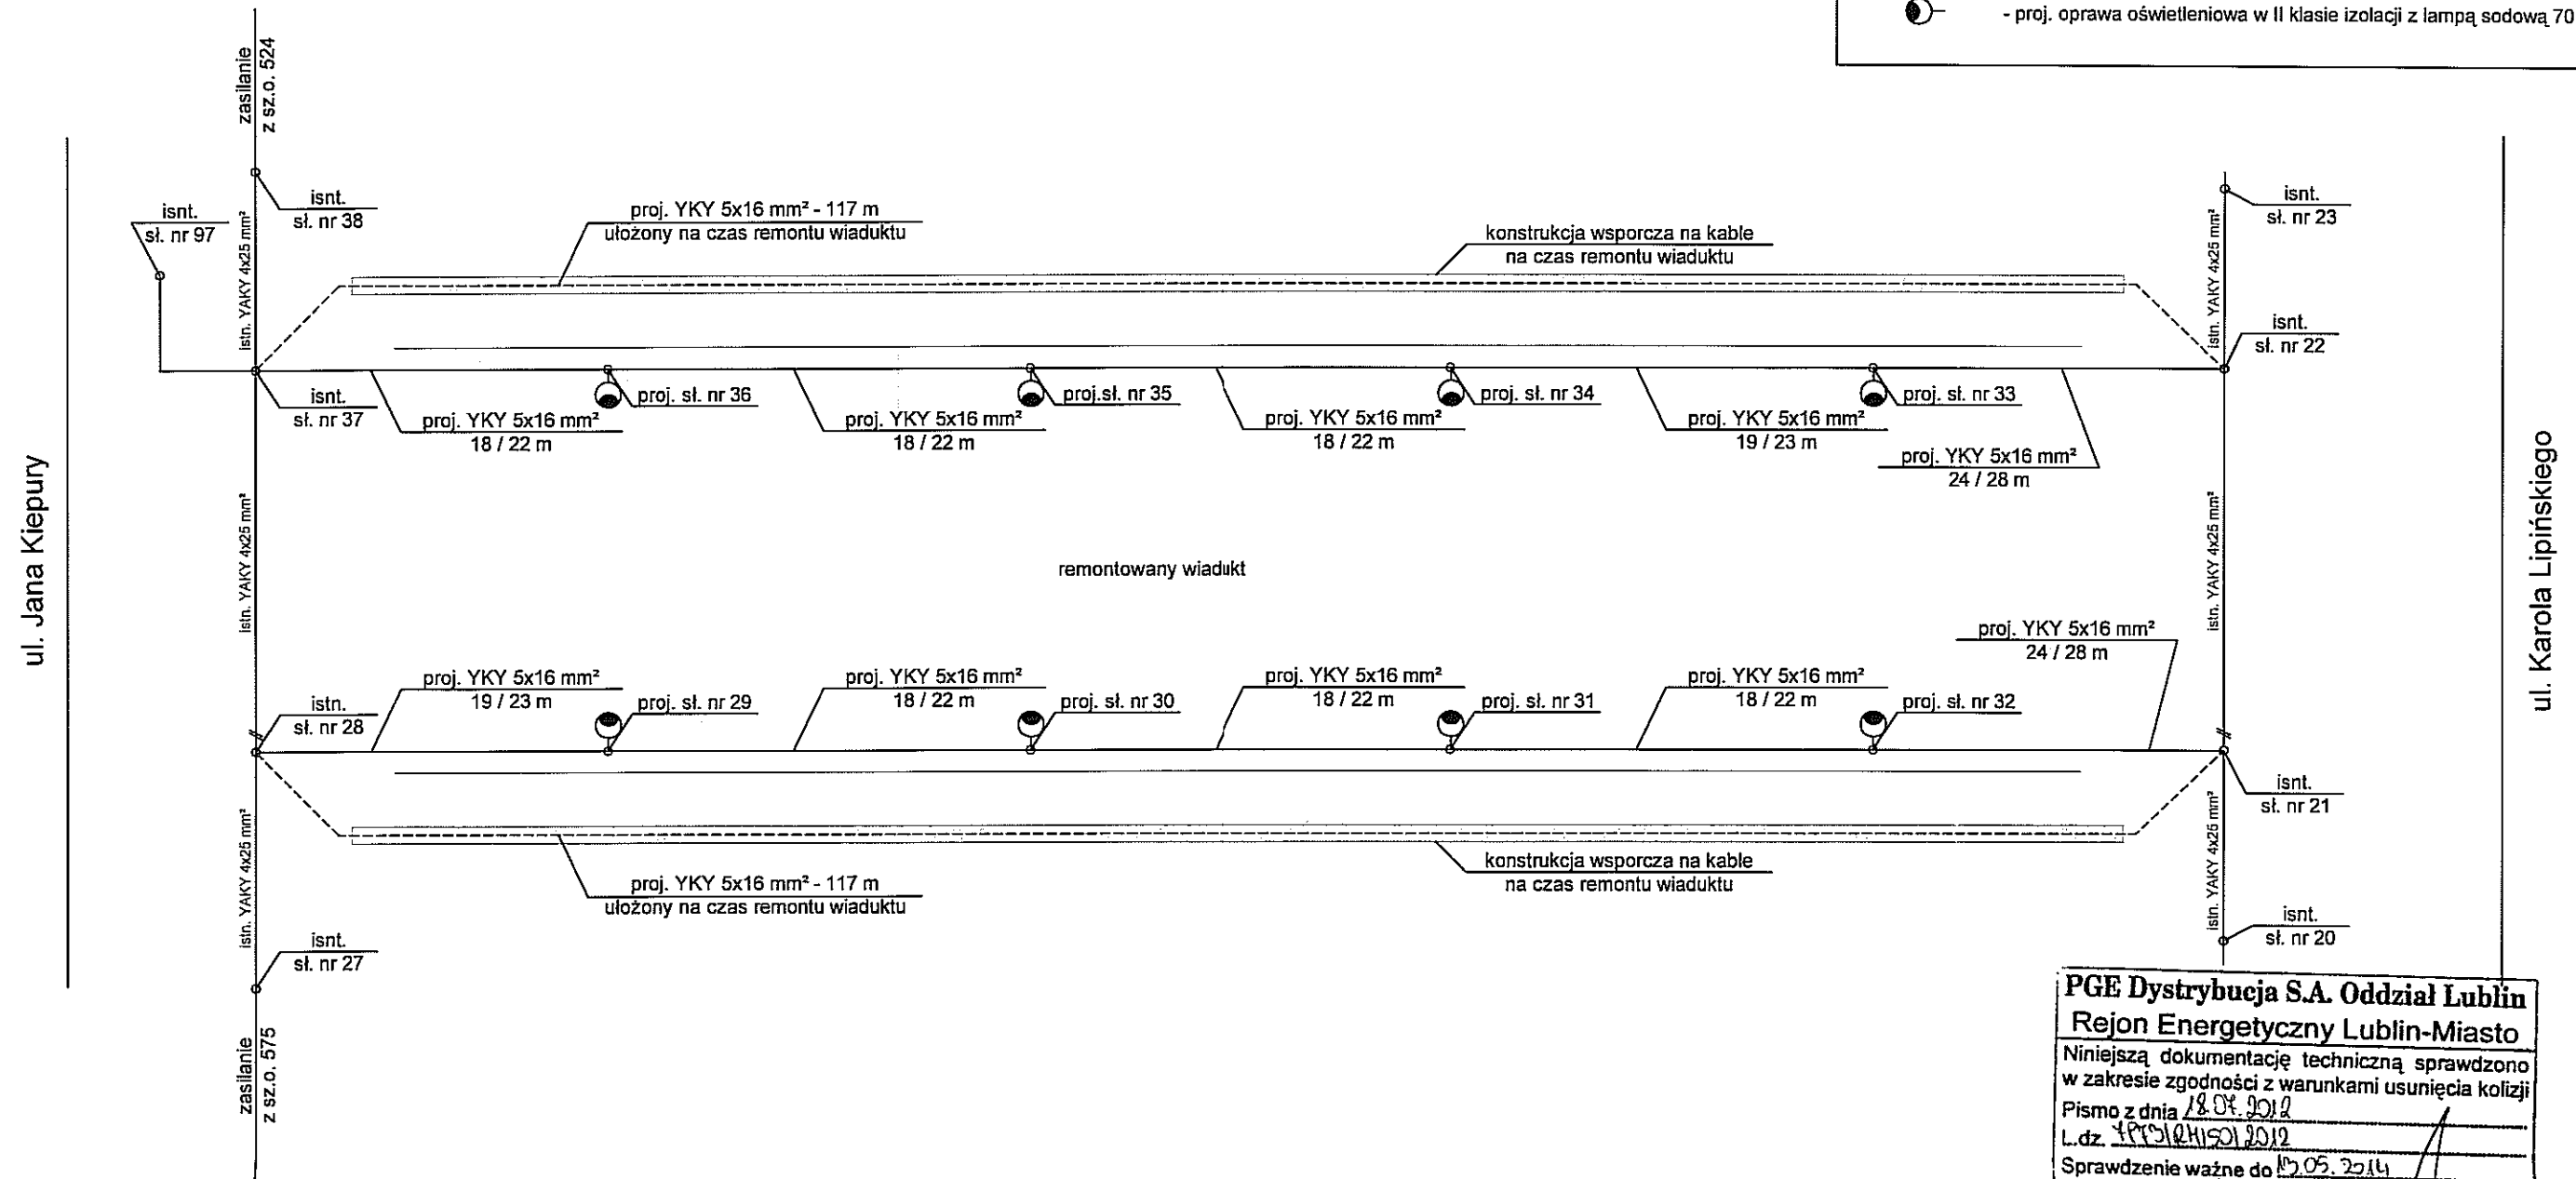 - proj. oprawa oświetleniowa w II klasie izolacji z lampą sodową 70
zasilanie
z sz.o. 524
isnt.
sł. nr 97
isnt.
sł. nr 38
istn. YAKY 4x25 mm²
proj. YKY 5x16 mm² - 117 m
ułożony na czas remontu wiaduktu
konstrukcja wsporcza na kable
na czas remontu wiaduktu
isnt.
sł. nr 23
istn. YAKY 4x25 mm²
isnt.
sł. nr 22
isnt.
sł. nr 37
proj. sł. nr 36
proj.sł. nr 35
proj. sł. nr 34
proj. sł. nr 33
proj. YKY 5x16 mm²
18 / 22 m
proj. YKY 5x16 mm²
18 / 22 m
proj. YKY 5x16 mm²
18 / 22 m
proj. YKY 5x16 mm²
19 / 23 m
proj. YKY 5x16 mm²
24 / 28 m
ul. Jana Kiepury
istn. YAKY 4x25 mm²
remontowany wiadukt
istn. YAKY 4x25 mm²
ul. Karola Lipińskiego
proj. YKY 5x16 mm²
24 / 28 m
proj. YKY 5x16 mm²
19 / 23 m
proj. YKY 5x16 mm²
18 / 22 m
proj. YKY 5x16 mm²
18 / 22 m
proj. YKY 5x16 mm²
18 / 22 m
istn.
sł. nr 28
proj. sł. nr 29
proj. sł. nr 30
proj. sł. nr 31
proj. sł. nr 32
isnt.
sł. nr 21
istn. YAKY 4x25 mm²
proj. YKY 5x16 mm² - 117 m
ułożony na czas remontu wiaduktu
konstrukcja wsporcza na kable
na czas remontu wiaduktu
istn. YAKY 4x25 mm²
isnt.
sł. nr 27
isnt.
sł. nr 20
zasilanie
z sz.o. 575
PGE Dystrybucja S.A. Oddział Lublin
Rejon Energetyczny Lublin-Miasto
Niniejszą dokumentację techniczną sprawdzono
w zakresie zgodności z warunkami usunięcia kolizji
Pismo z dnia 18.07.2012
L.dz.
Sprawdzenie ważne do